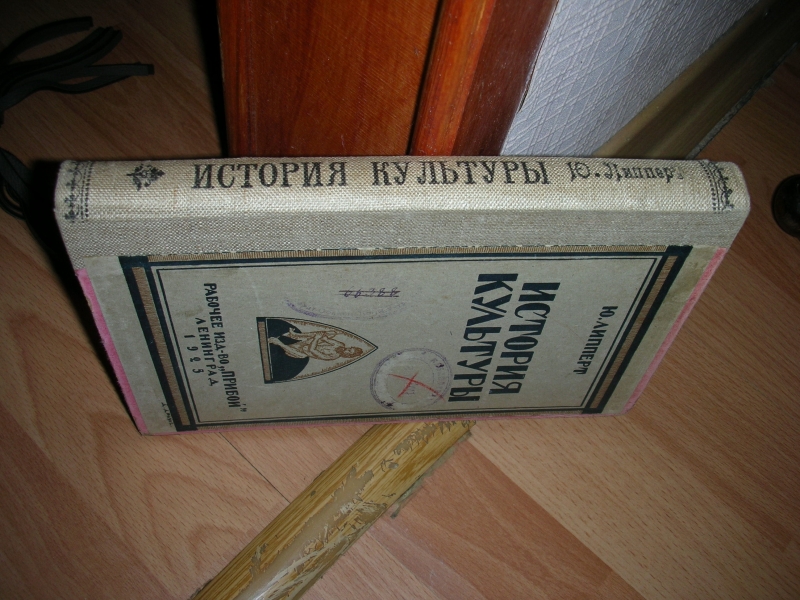 ИСТОРИЯ КУЛЬТУРЫ Ю. Липперт
Ю. ЛИППЕРТ
ИСТОРИЯ
КУЛЬТУРЫ
РАБОЧЕЕ ИЗД-ВО „ПРИБОЙ"
ЛЕНИНГРАД
1925